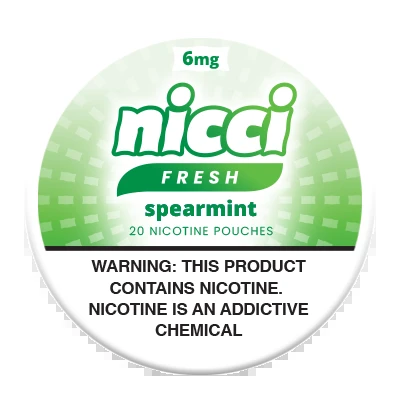 6mg
nicci
FRESH
spearmint
20 NICOTINE POUCHES
WARNING: THIS PRODUCT
CONTAINS NICOTINE.
NICOTINE IS AN ADDICTIVE
CHEMICAL